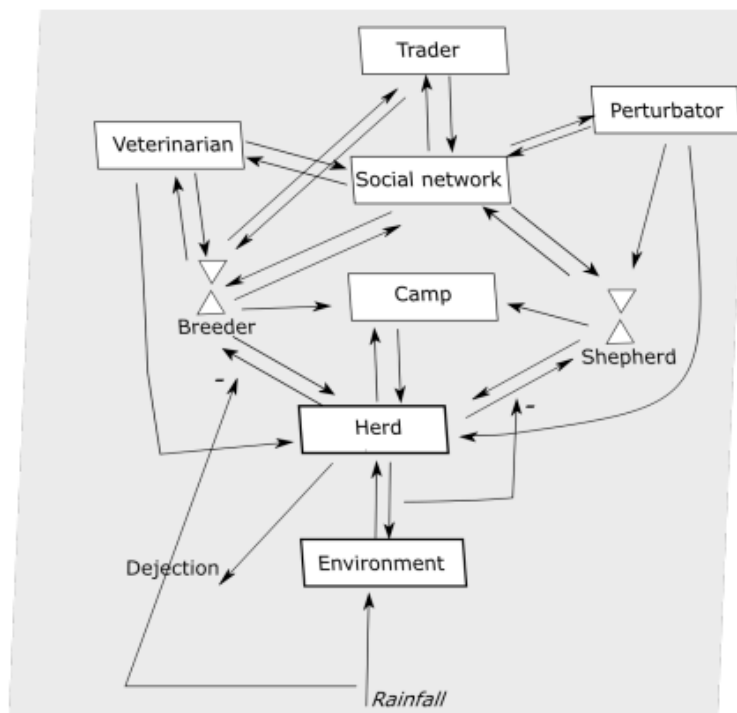 Trader
Perturbator
Veterinarian
Social network
Camp
Breeder
Shepherd
-
-
Herd
Environment
Dejection
Rainfall